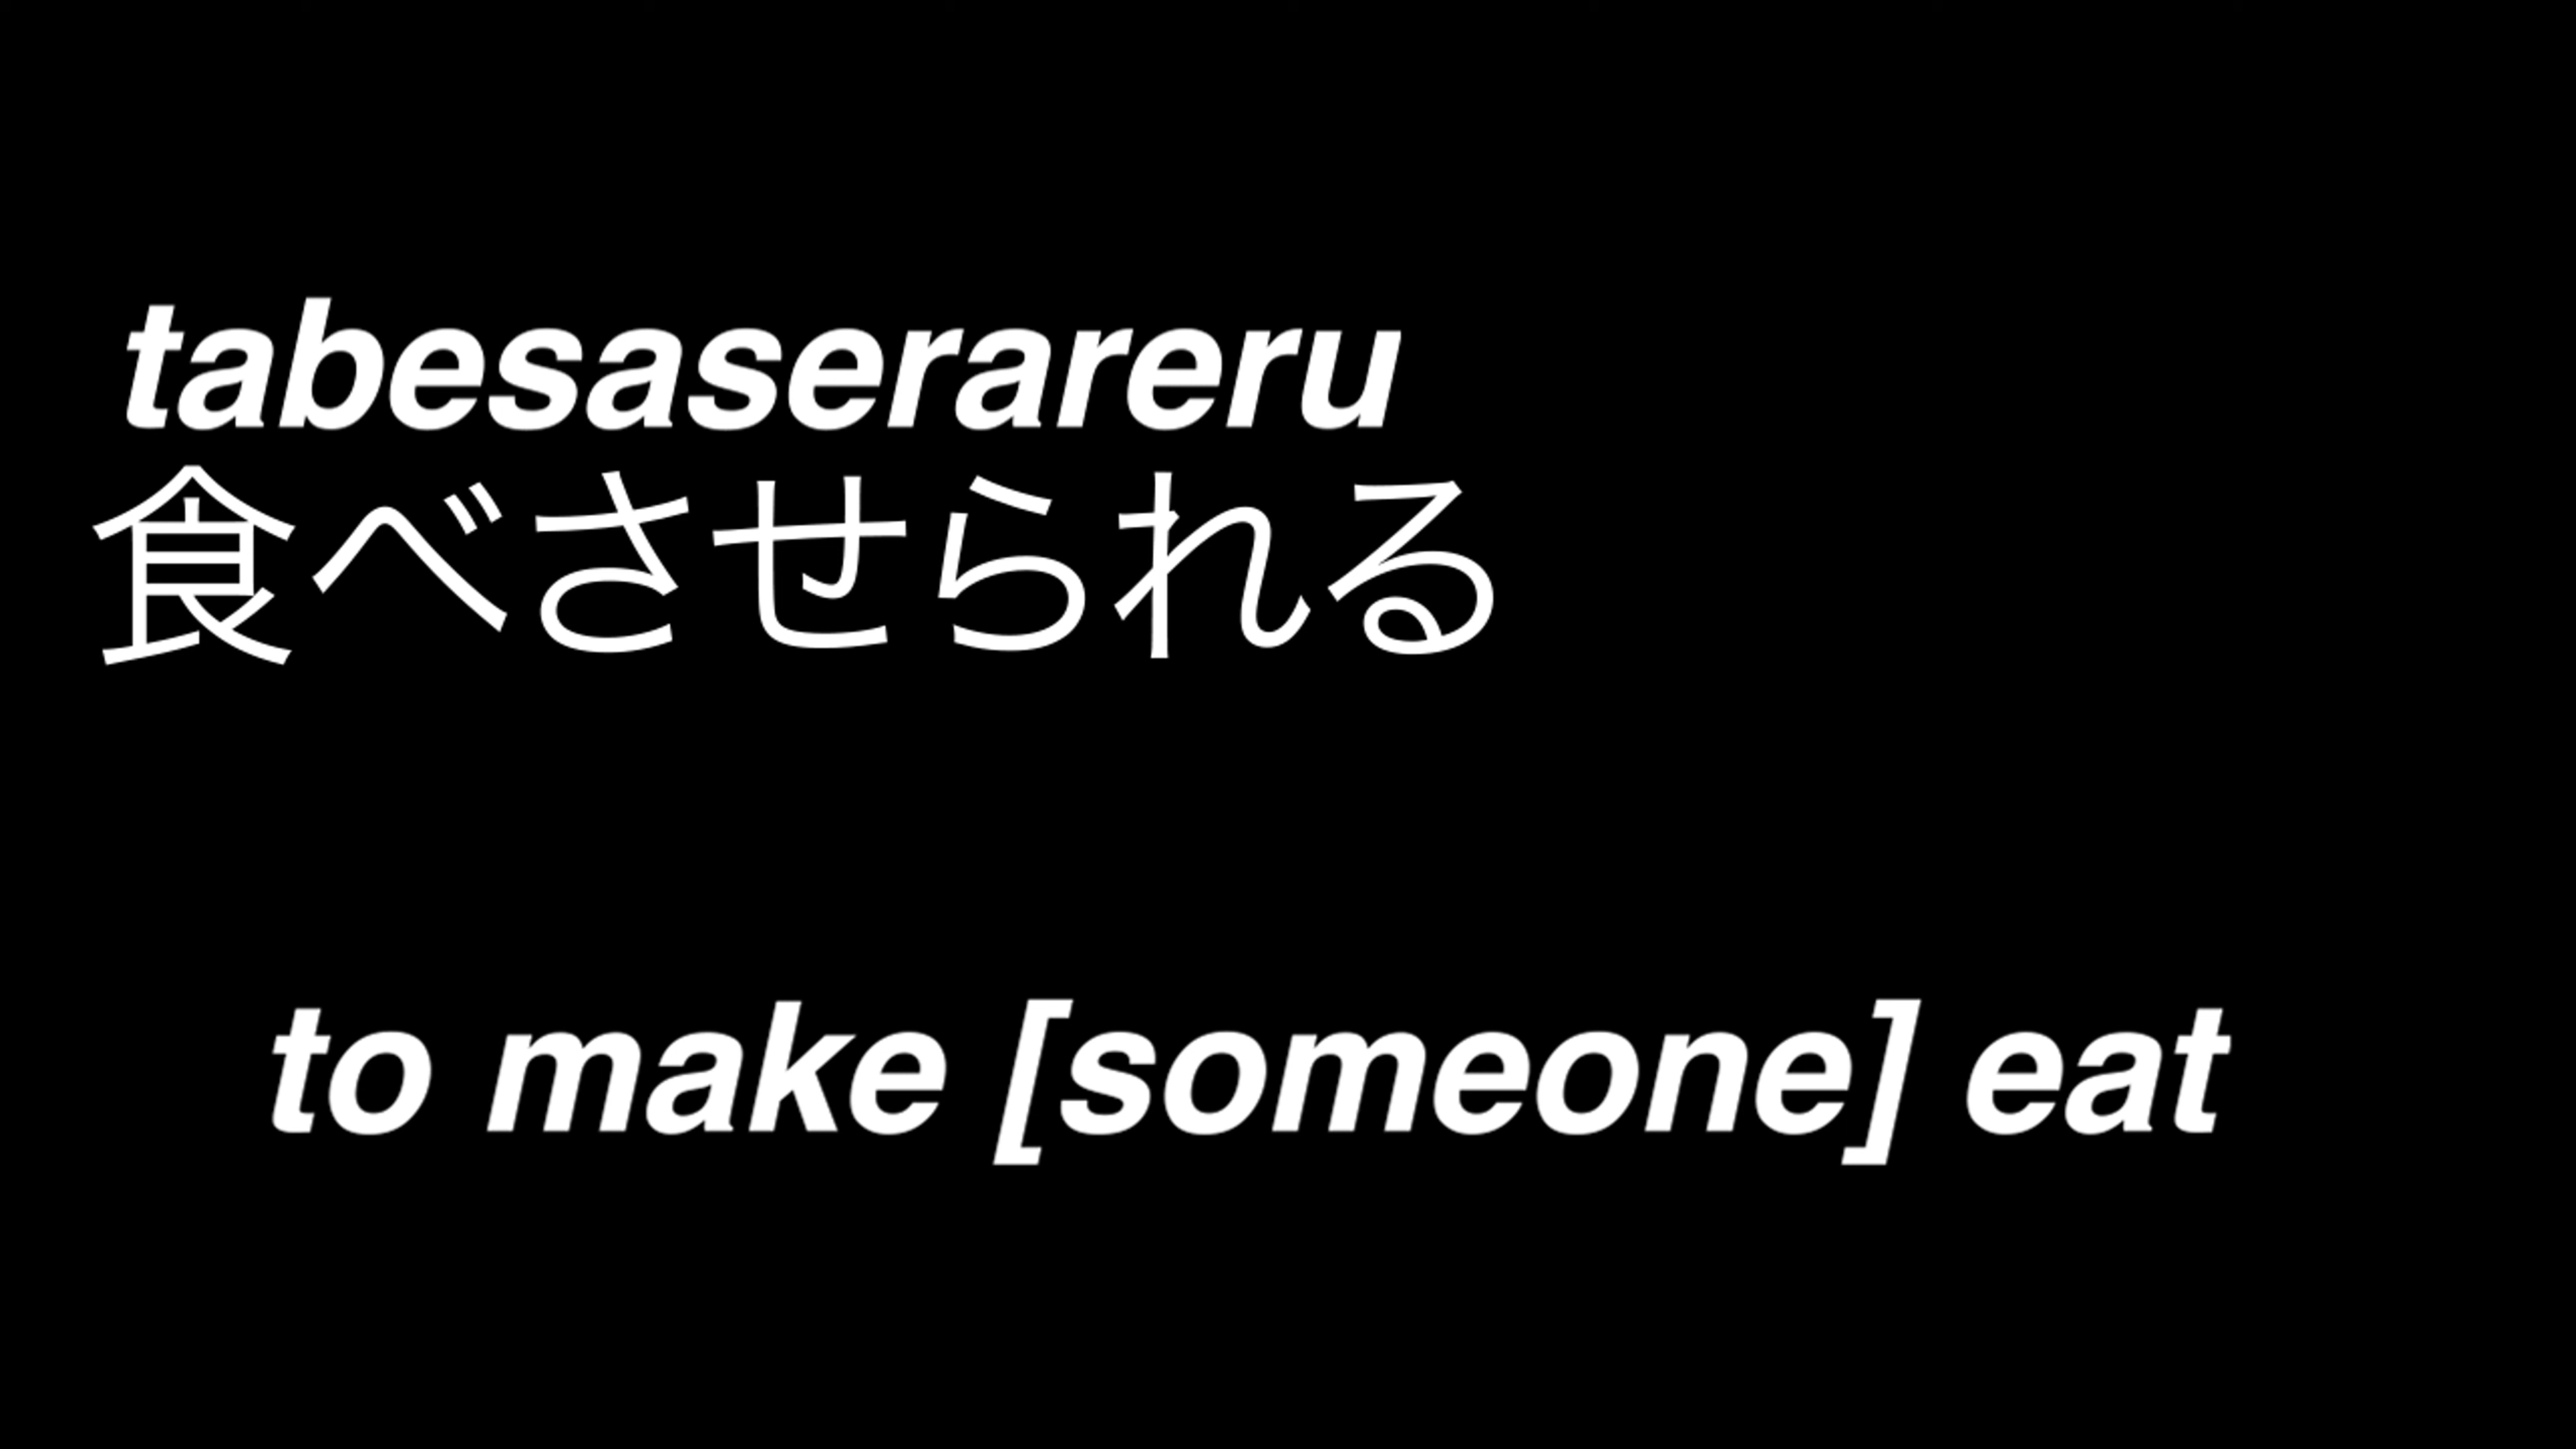 tabesaserareru
食べさせられる
to make [someone] eat